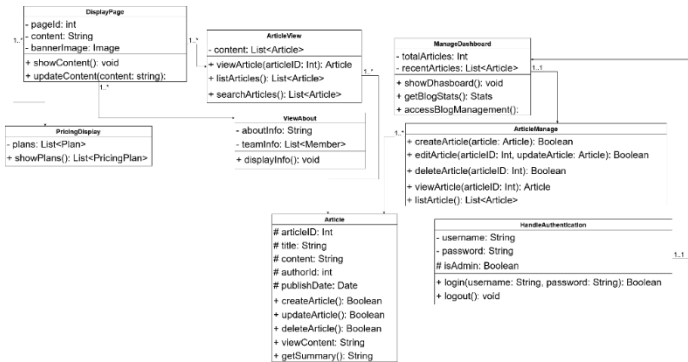 DisplayPage
- pageId: int
- content: String
- bannerImage: Image
+ showContent(): void
+ updateContent(content: string):
1..*
1..*
1..*
ArticleView
- content: List<Article>
+ viewArticle(articleID: Int): Article
+ listArticles(): List<Article>
+ searchArticles(): List<Article>
1..*
ManageDashboard
- totalArticles: Int
- recentArticles: List<Article>
+ showDhasboard(): void
+ getBlogStats(): Stats
+ accessBlogManagement():
1..1
PricingDisplay
- plans: List<Plan>
+ showPlans(): List<PricingPlan>
ViewAbout
- aboutInfo: String
- teamInfo: List<Member>
+ displayInfo(): void
1..*
ArticleManage
+ createArticle(article: Article): Boolean
+ editArticle(articleID: Int, updateArticle: Article): Boolean
+ deleteArticle(articleID: Int): Boolean
+ viewArticle(articleID: Int): Article
+ listArticle(): List<Article>
Article
# articleID: Int
# title: String
# content: String
# authorId: int
# publishDate: Date
+ createArticle(): Boolean
+ updateArticle(): Boolean
+ deleteArticle(): Boolean
+ viewContent(): String
+ getSummary(): String
HandleAuthentication
- username: String
- password: String
# isAdmin: Boolean
+ login(username: String, password: String): Boolean
+ logout(): void
1..1